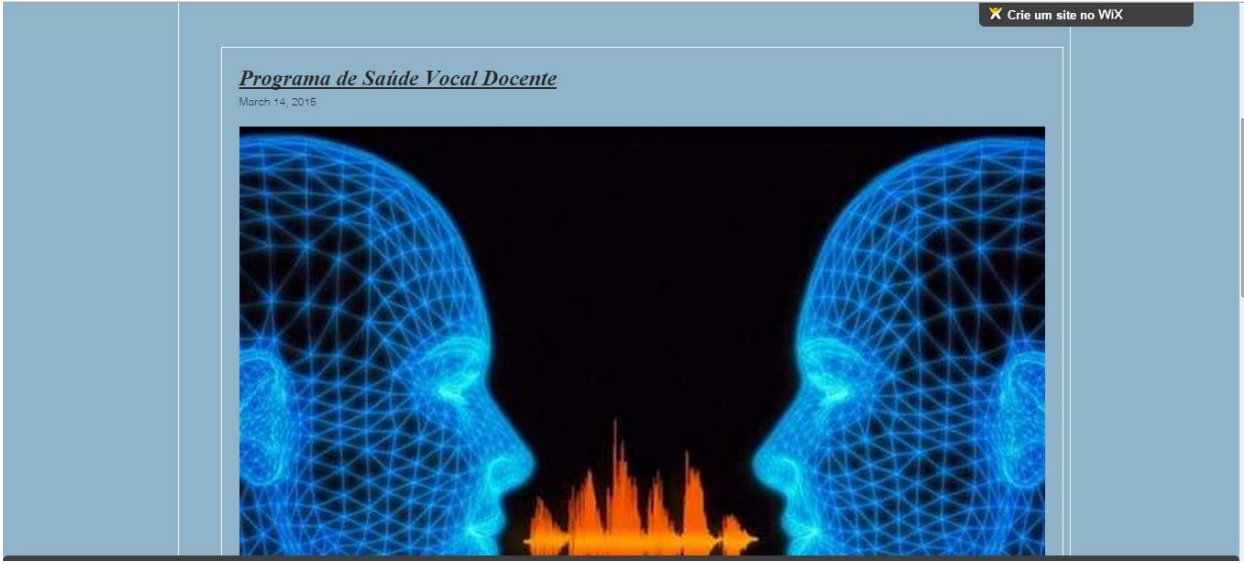 Crie um site no WiX
Programa de Saúde Vocal Docente
March 14, 2015